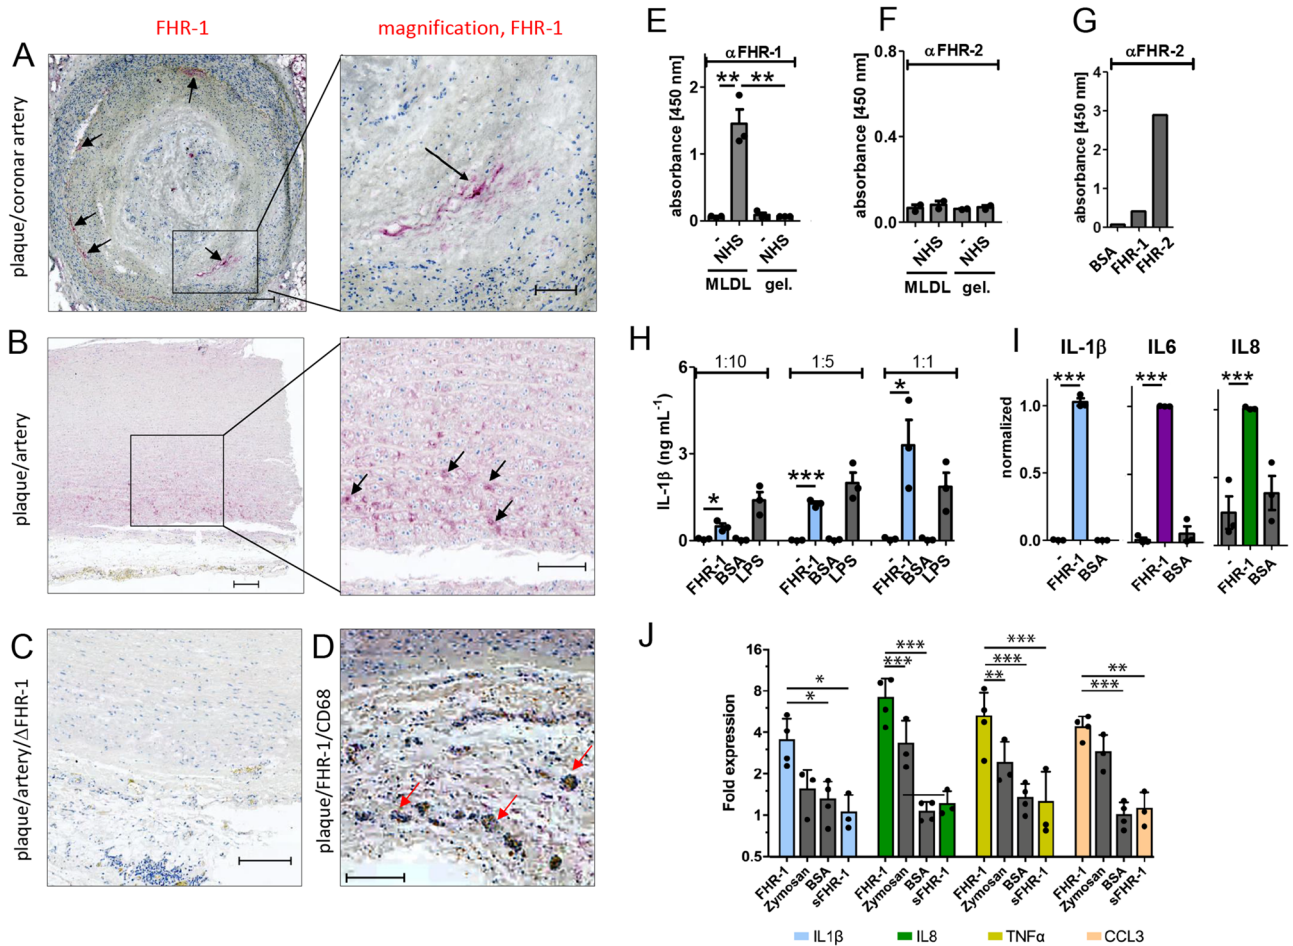 FHR-1
magnification, FHR-1
A
plaque/coronar artery
B
plaque/artery
C
plaque/artery/ΔFHR-1
D
plaque/FHR-1/CD68
E
αFHR-1
** **
absorbance [450 nm]
2
1
0
- NHS - NHS
MLDL gel.
F
αFHR-2
absorbance [450 nm]
0.8
0.4
0.0
- NHS - NHS
MLDL gel.
G
αFHR-2
absorbance [450 nm]
4
3
2
1
0
BSA FHR-1 FHR-2
H
1:10 1:5 1:1
IL-1β (ng mL⁻¹)
6
3
0
* *** *
- FHR-1 BSA LPS - FHR-1 BSA LPS - FHR-1 BSA LPS
I
IL-1β IL6 IL8
*** *** ***
normalized
1.0
0.5
0.0
- FHR-1 BSA - FHR-1 BSA - FHR-1 BSA
J
Fold expression
16
8
4
2
1
0.5
* *
*** ***
*** *** **
** ***
FHR-1 Zymosan BSA sFHR-1 FHR-1 Zymosan BSA sFHR-1 FHR-1 Zymosan BSA sFHR-1 FHR-1 Zymosan BSA sFHR-1
IL1β IL8 TNFα CCL3